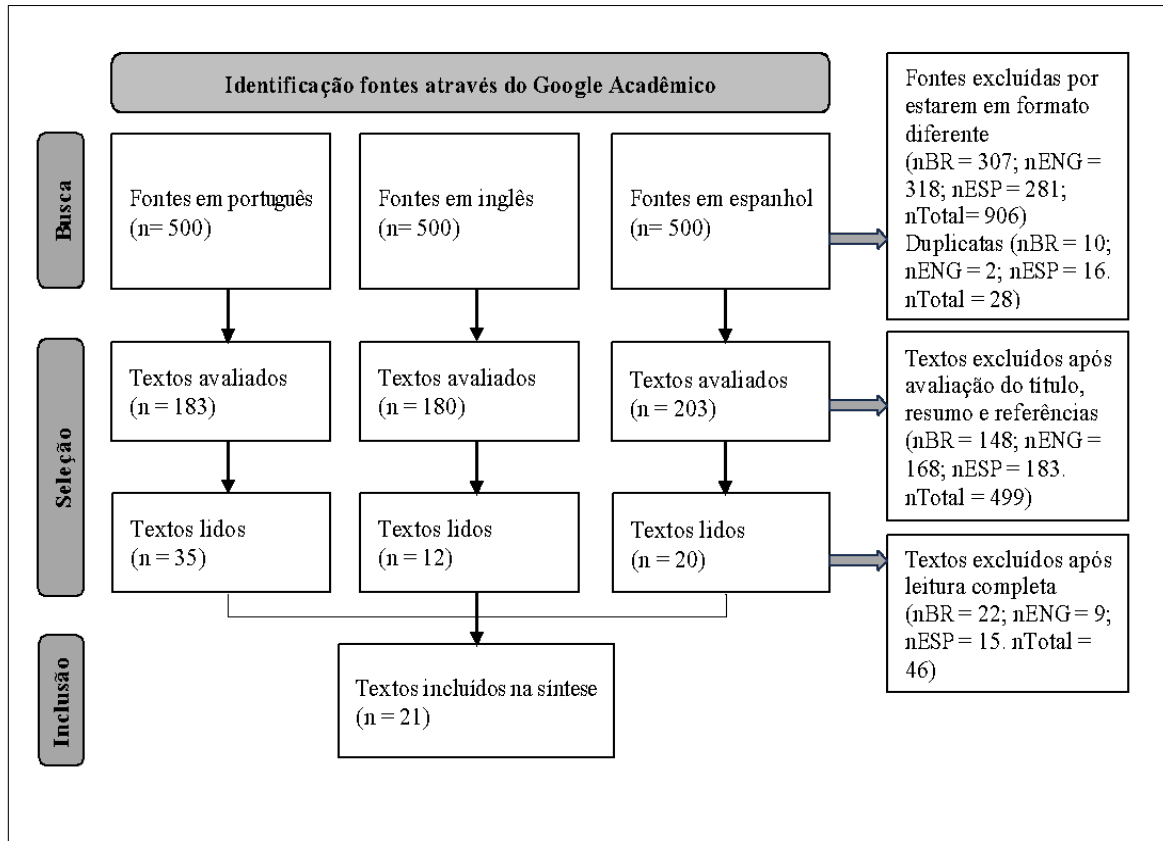 Identificação fontes através do Google Acadêmico
Busca
Fontes em português
(n= 500)
Fontes em inglês
(n= 500)
Fontes em espanhol
(n= 500)
Fontes excluídas por
estarem em formato
diferente
(nBR = 307; nENG =
318; nESP = 281;
nTotal= 906)
Duplicatas (nBR = 10;
nENG = 2; nESP = 16.
nTotal = 28)
Seleção
Textos avaliados
(n = 183)
Textos avaliados
(n = 180)
Textos avaliados
(n = 203)
Textos excluídos após
avaliação do título,
resumo e referências
(nBR = 148; nENG =
168; nESP = 183.
nTotal = 499)
Textos lidos
(n = 35)
Textos lidos
(n = 12)
Textos lidos
(n = 20)
Textos excluídos após
leitura completa
(nBR = 22; nENG = 9;
nESP = 15. nTotal =
46)
Inclusão
Textos incluídos na síntese
(n = 21)